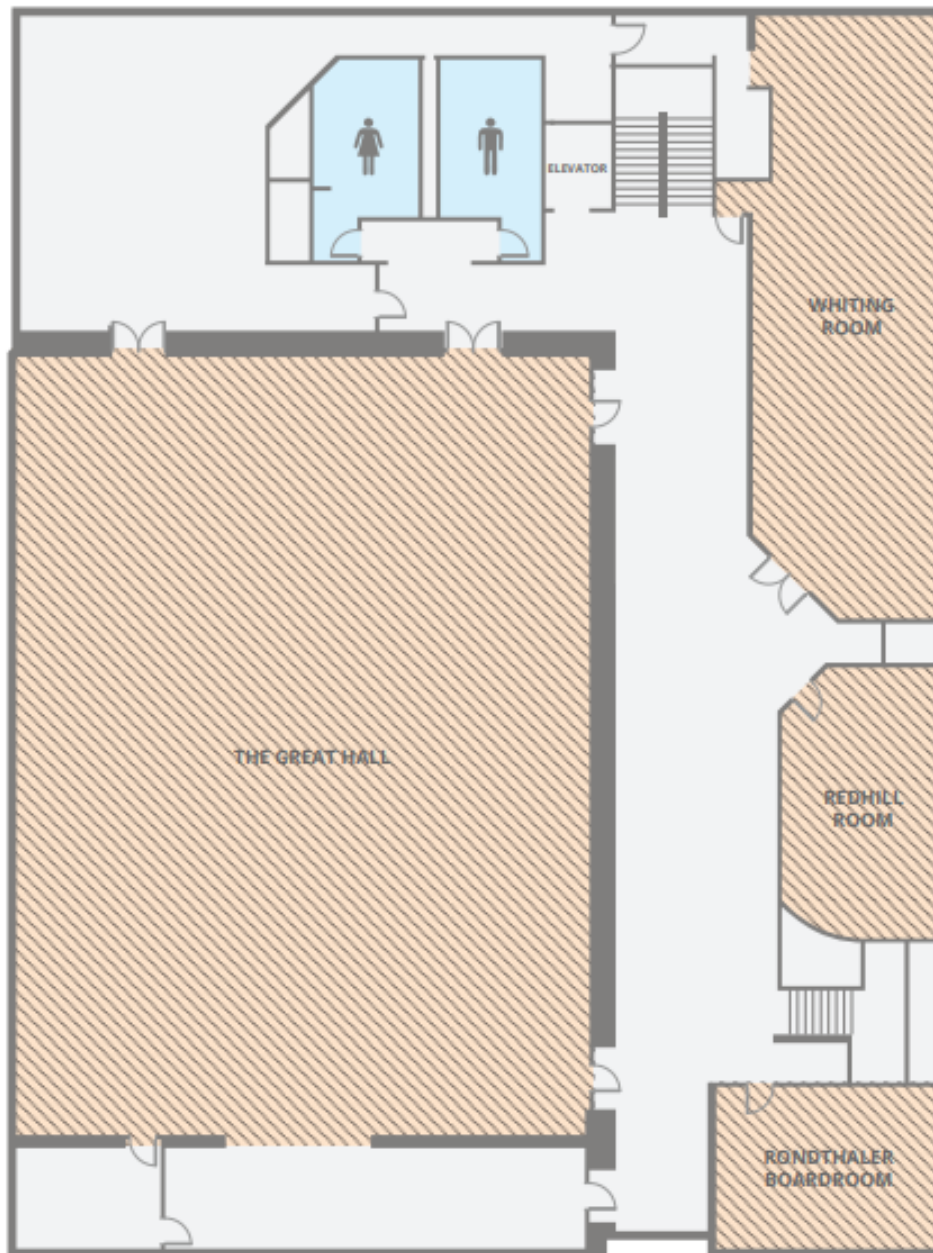 ELEVATOR
WHITING
ROOM
THE GREAT HALL
REDHILL
ROOM
RONDTHALER
BOARDROOM